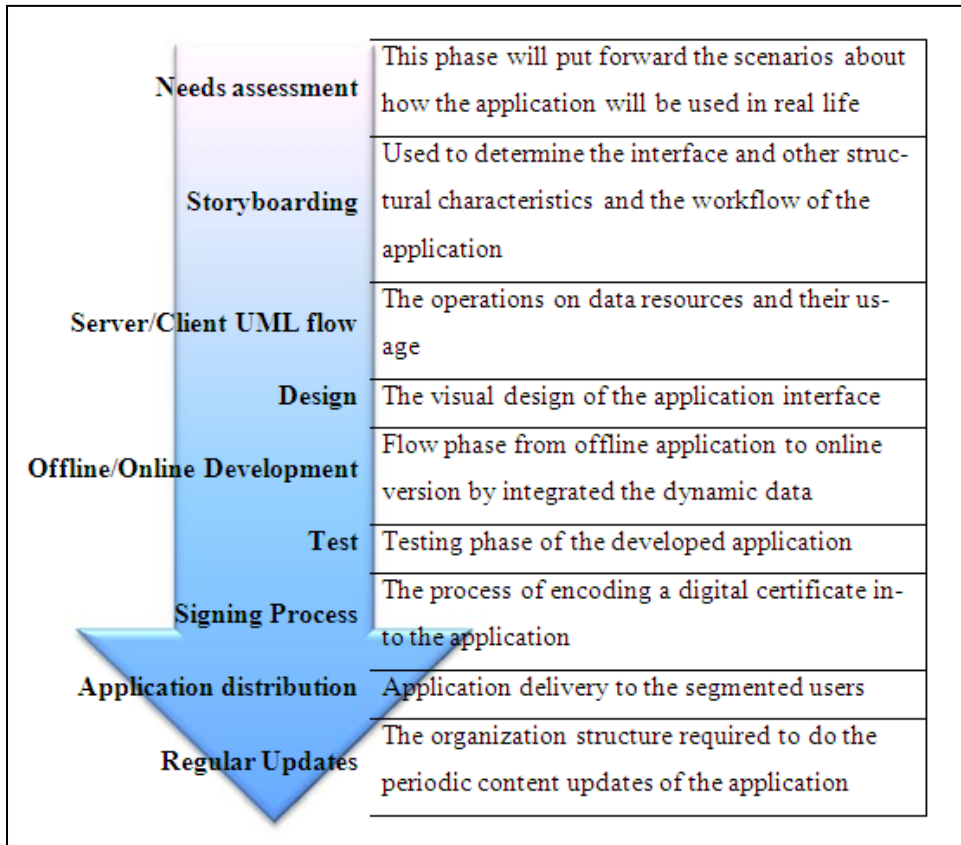 Needs assessment
This phase will put forward the scenarios about
how the application will be used in real life
Storyboarding
Used to determine the interface and other struc-
tural characteristics and the workflow of the
application
Server/Client UML flow
The operations on data resources and their us-
age
Design
The visual design of the application interface
Offline/Online Development
Flow phase from offline application to online
version by integrated the dynamic data
Test
Testing phase of the developed application
Signing Process
The process of encoding a digital certificate in-
to the application
Application distribution
Application delivery to the segmented users
Regular Updates
The organization structure required to do the
periodic content updates of the application